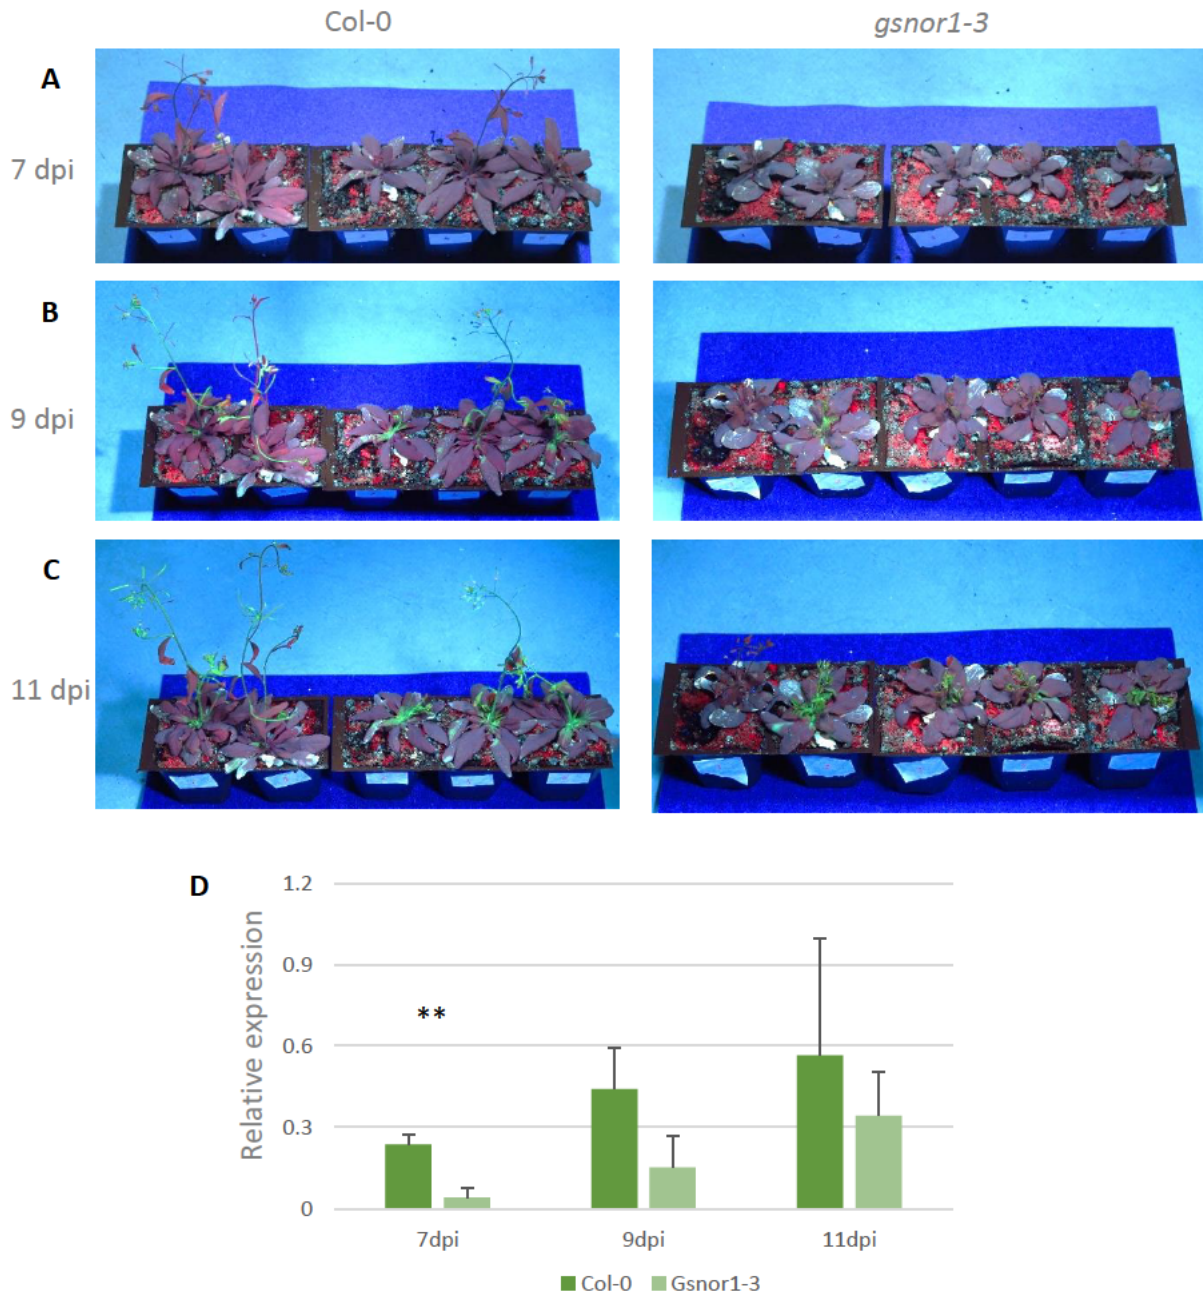 Col-0
gsnor1-3
A
7 dpi
B
9 dpi
C
11 dpi
D
1.2
0.9
0.6
0.3
0
Relative expression
**
7dpi
9dpi
11dpi
Col-0
Gsnor1-3